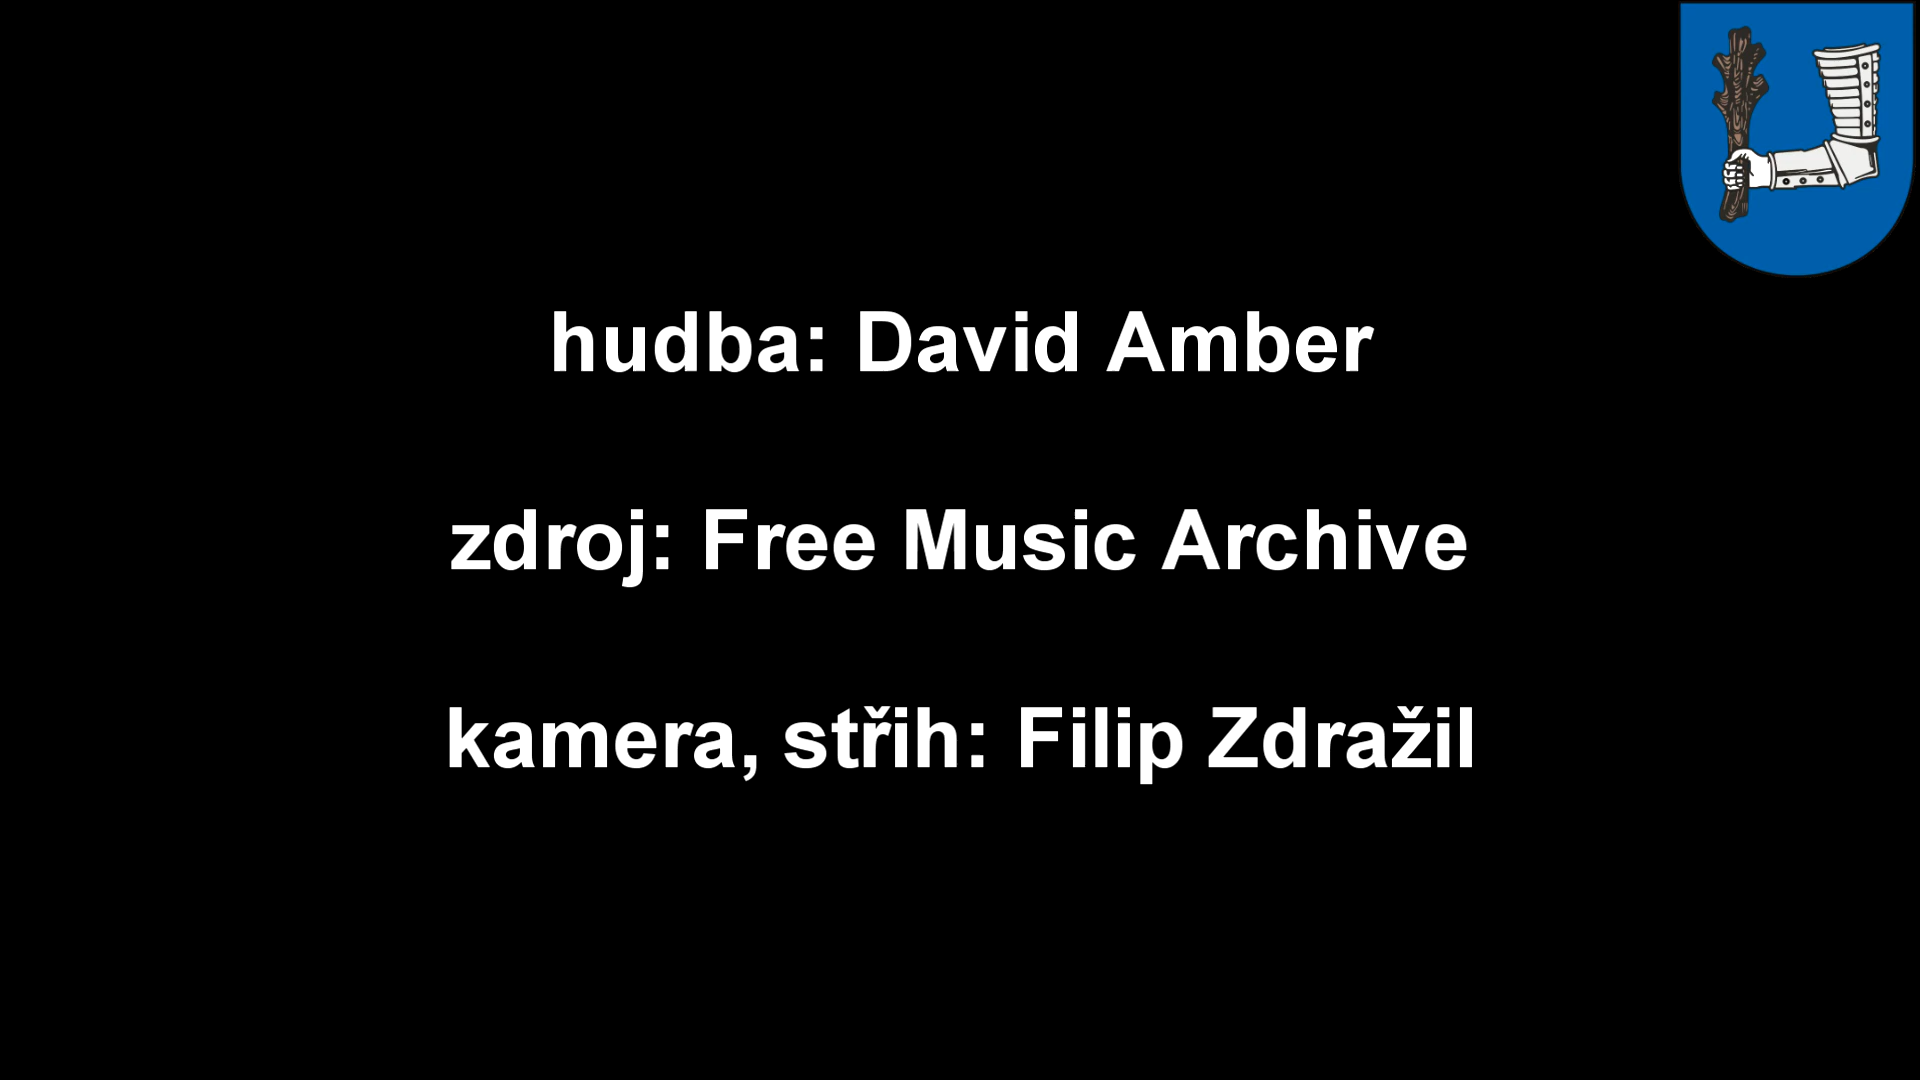 hudba: David Amber
zdroj: Free Music Archive
kamera, střih: Filip Zdražil